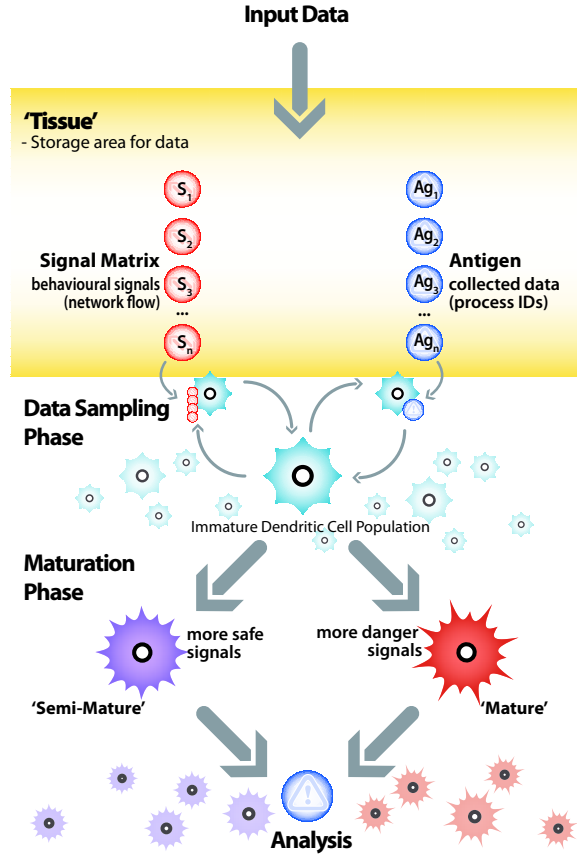 Input Data
'Tissue'
- Storage area for data
S1
Ag1
S2
Ag2
Signal Matrix
behavioural signals
(network flow)
S3
...
Sn
Antigen
collected data
(process IDs)
Ag3
...
Agn
Data Sampling
Phase
Immature Dendritic Cell Population
Maturation
Phase
more safe
signals
more danger
signals
'Semi-Mature'
'Mature'
Analysis